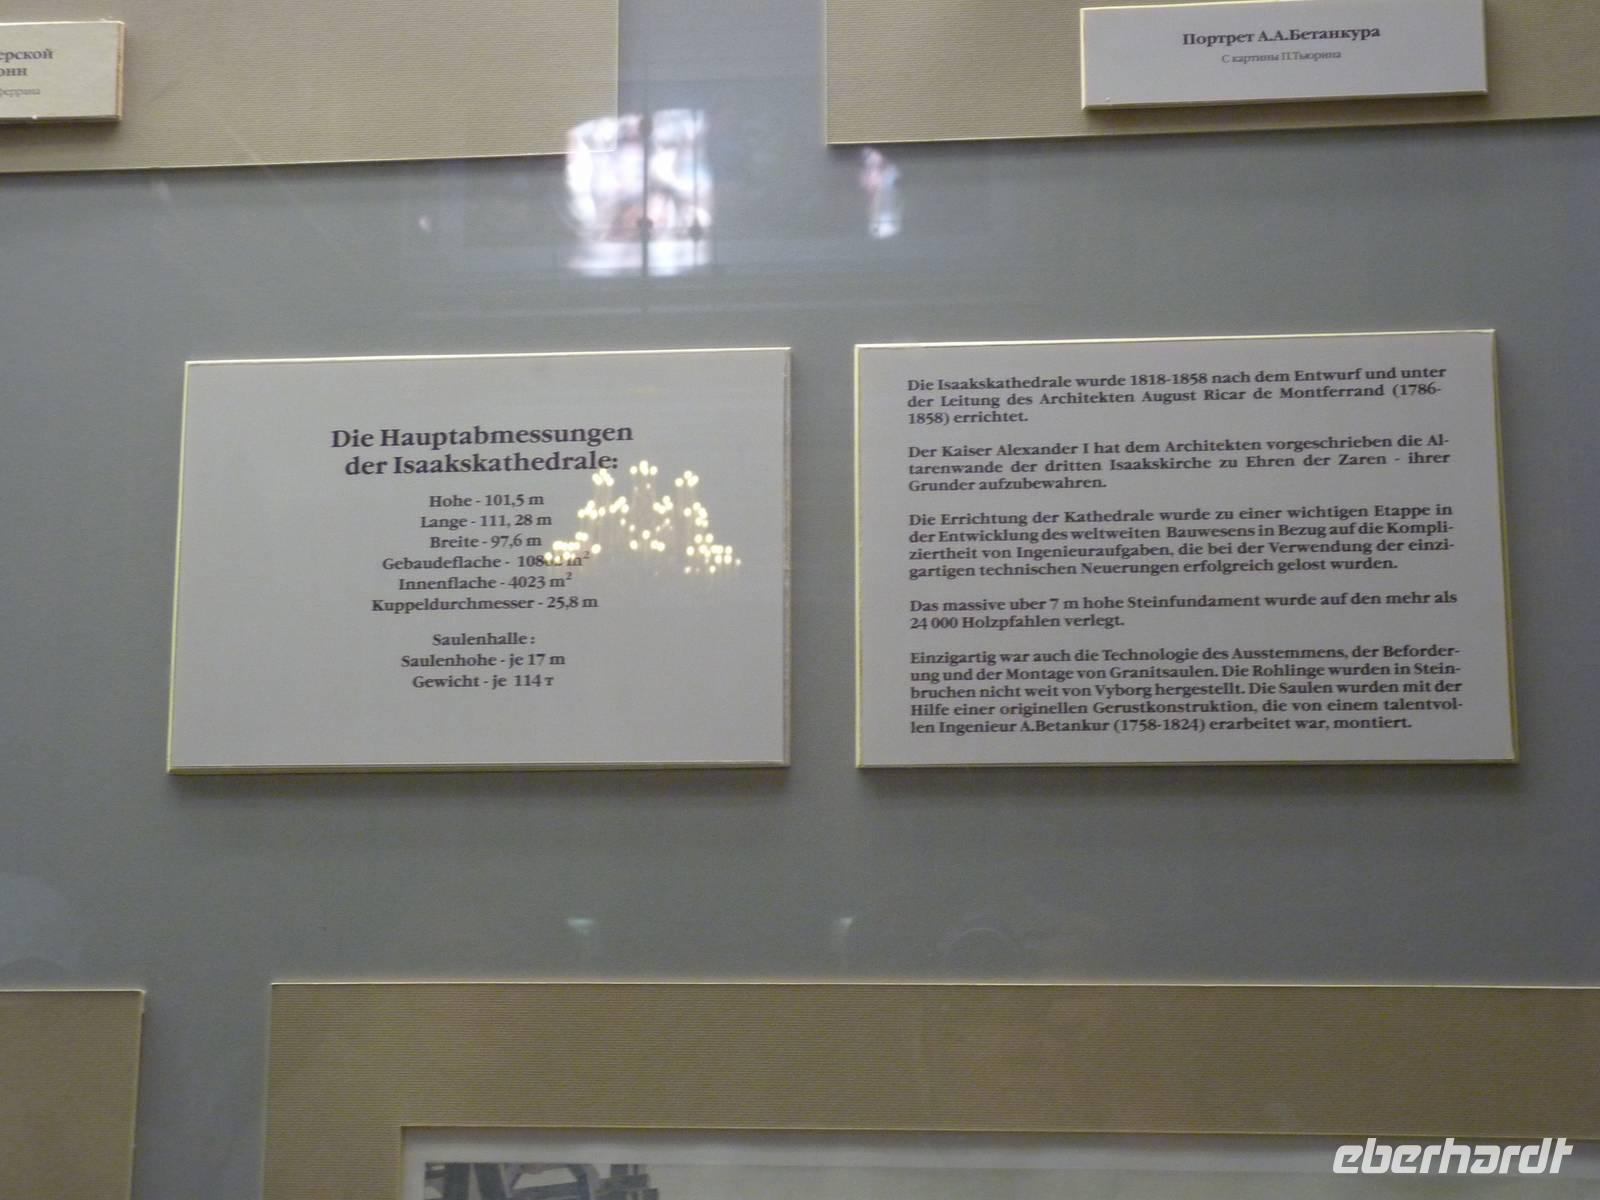 ерской
онн
Портрет А.А.Бетанкура
С картины П.Тюрина
Die Hauptabmessungen
der Isaakskathedrale:
Hohe - 101,5 m
Lange - 111, 28 m
Breite - 97,6 m
Gebaudeflache - m²
Innenflache - 4023 m²
Kuppeldurchmesser - 25,8 m
Saulenhalle :
Saulenhohe - je 17 m
Gewicht - je 114 т
Die Isaakskathedrale wurde 1818-1858 nach dem Entwurf und unter
der Leitung des Architekten August Ricar de Montferrand (1786-
1858) errichtet.
Der Kaiser Alexander I hat dem Architekten vorgeschrieben die Al-
tarenwande der dritten Isaakskirche zu Ehren der Zaren - ihrer
Grunder aufzubewahren.
Die Errichtung der Kathedrale wurde zu einer wichtigen Etappe in
der Entwicklung des weltweiten Bauwesens in Bezug auf die Kompli-
ziertheit von Ingenieuraufgaben, die bei der Verwendung der einzi-
gartigen technischen Neuerungen erfolgreich gelost wurden.
Das massive uber 7 m hohe Steinfundament wurde auf den mehr als
24 000 Holzpfahlen verlegt.
Einzigartig war auch die Technologie des Ausstemmens, der Beforder-
ung und der Montage von Granitsaulen. Die Rohlinge wurden in Stein-
bruchen nicht weit von Vyborg hergestellt. Die Saulen wurden mit der
Hilfe einer originellen Gerustkonstruktion, die von einem talentvol-
len Ingenieur A.Betankur (1758-1824) erarbeitet war, montiert.
eberhardt